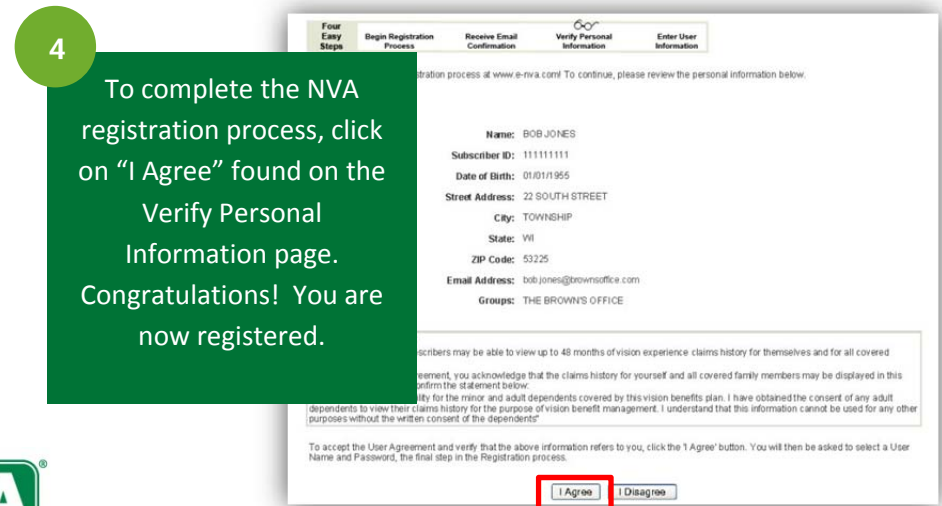 4
To complete the NVA
registration process, click
on “I Agree” found on the
Verify Personal
Information page.
Congratulations!  You are
now registered.
Four Easy Steps
Begin Registration Process
Receive Email Confirmation
Verify Personal Information
Enter User Information
process at www.e-nva.com! To continue, please review the personal information below.
Name: BOB JONES
Subscriber ID: 111111111
Date of Birth: 01/01/1955
Street Address: 22 SOUTH STREET
City: TOWNSHIP
State: WI
ZIP Code: 53225
Email Address: bob.jones@brownsoffice.com
Groups: THE BROWN'S OFFICE
may be able to view up to 48 months of vision experience claims history for themselves and for all covered
you acknowledge that the claims history for yourself and all covered family members may be displayed in this
the statement below:
for the minor and adult dependents covered by this vision benefits plan. I have obtained the consent of any adult
dependents to view their claims history for the purpose of vision benefit management. I understand that this information cannot be used for any other
purposes without the written consent of the dependents"
To accept the User Agreement and verify that the above information refers to you, click the 'I Agree' button. You will then be asked to select a User
Name and Password, the final step in the Registration process.
I Agree I Disagree
A®